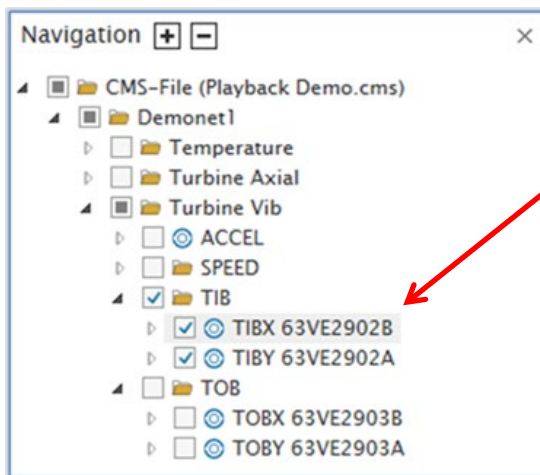 Navigation
CMS-File (Playback Demo.cms)
Demonet1
Temperature
Turbine Axial
Turbine Vib
ACCEL
SPEED
TIB
TIBX 63VE2902B
TIBY 63VE2902A
TOB
TOBX 63VE2903B
TOBY 63VE2903A